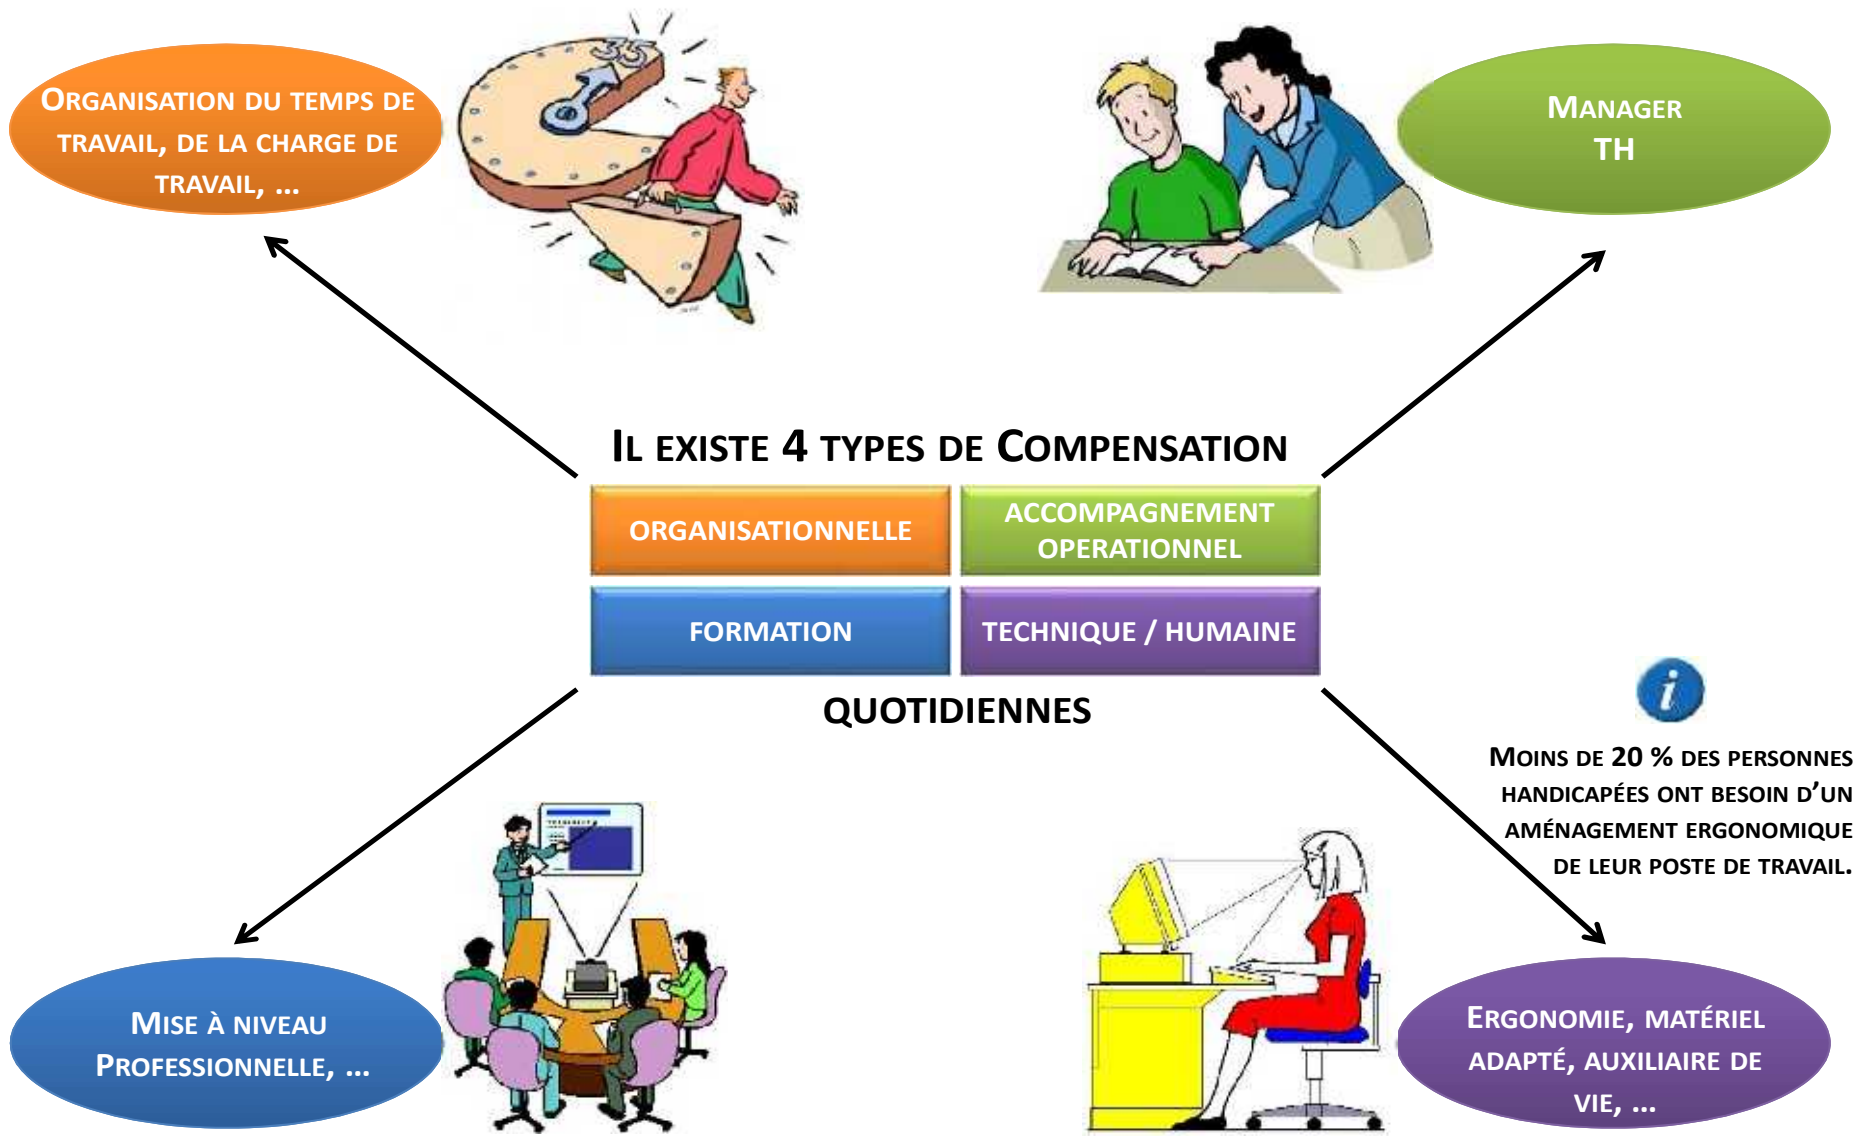 ORGANISATION DU TEMPS DE
TRAVAIL, DE LA CHARGE DE
TRAVAIL, ...
35
MANAGER
TH
IL EXISTE 4 TYPES DE COMPENSATION
ORGANISATIONNELLE
ACCOMPAGNEMENT
OPERATIONNEL
FORMATION
TECHNIQUE / HUMAINE
QUOTIDIENNES
i
MOINS DE 20 % DES PERSONNES
HANDICAPÉES ONT BESOIN D'UN
AMÉNAGEMENT ERGONOMIQUE
DE LEUR POSTE DE TRAVAIL.
MISE À NIVEAU
PROFESSIONNELLE, ...
ERGONOMIE, MATÉRIEL
ADAPTÉ, AUXILIAIRE DE
VIE, ...